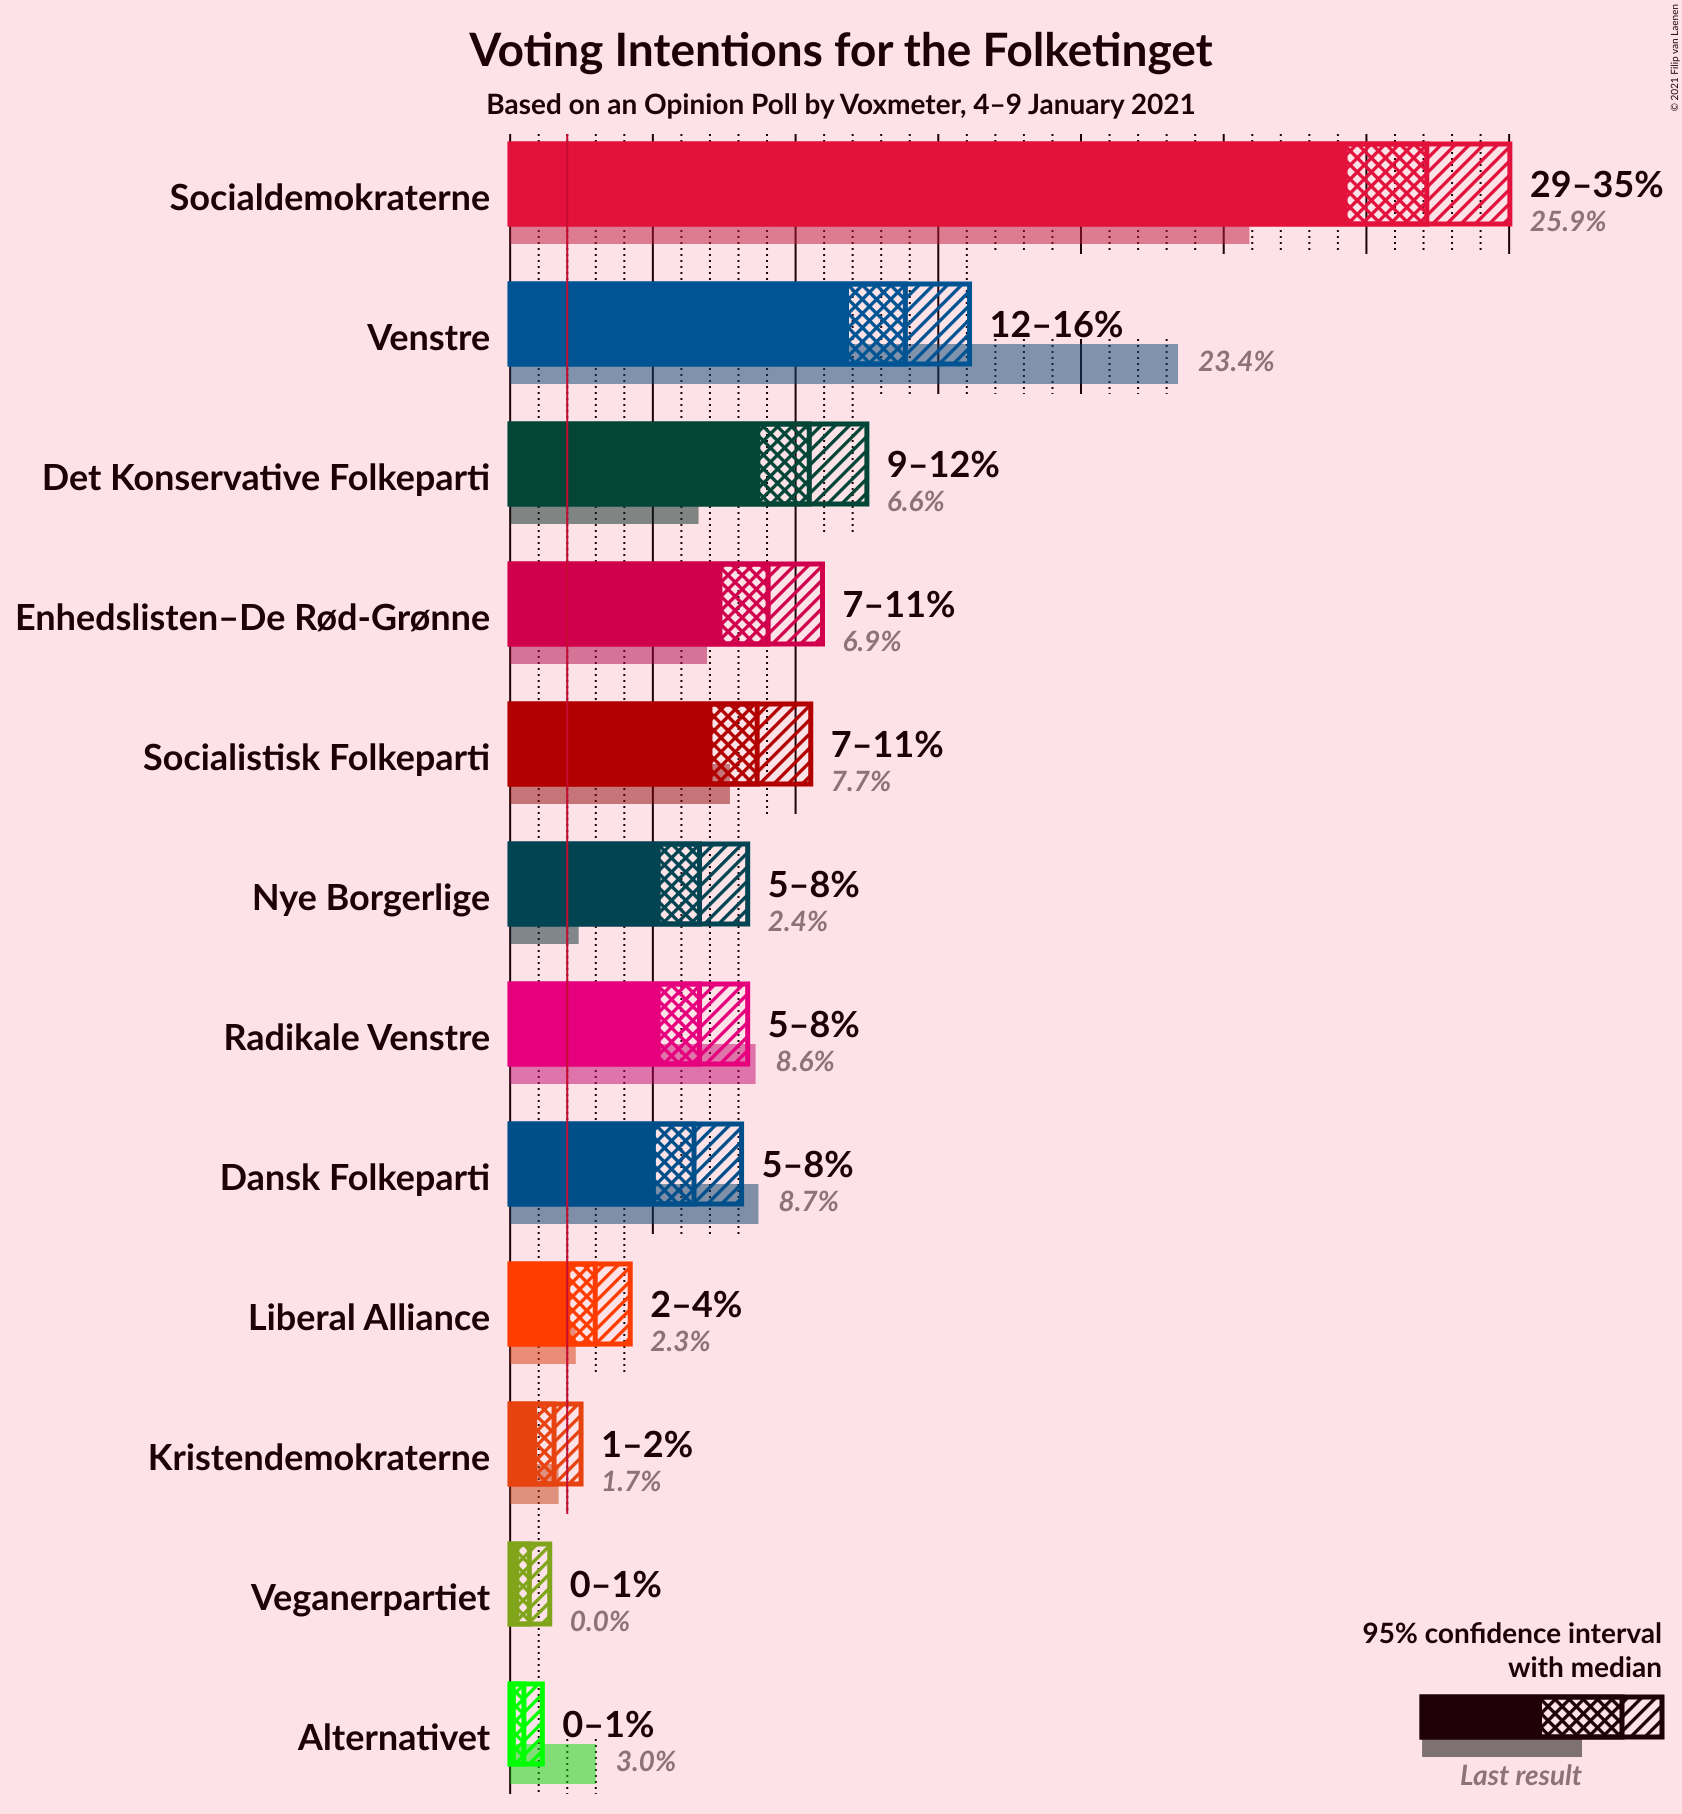 Voting Intentions for the Folketinget
Based on an Opinion Poll by Voxmeter, 4–9 January 2021
© 2021 Filip van Laenen
Socialdemokraterne
29–35%
25.9%
Venstre
12–16%
23.4%
Det Konservative Folkeparti
9–12%
6.6%
Enhedslisten–De Rød-Grønne
7–11%
6.9%
Socialistisk Folkeparti
7–11%
7.7%
Nye Borgerlige
5–8%
2.4%
Radikale Venstre
5–8%
8.6%
Dansk Folkeparti
5–8%
8.7%
Liberal Alliance
2–4%
2.3%
Kristendemokraterne
1–2%
1.7%
Veganerpartiet
0–1%
0.0%
Alternativet
0–1%
3.0%
95% confidence interval
with median
Last result